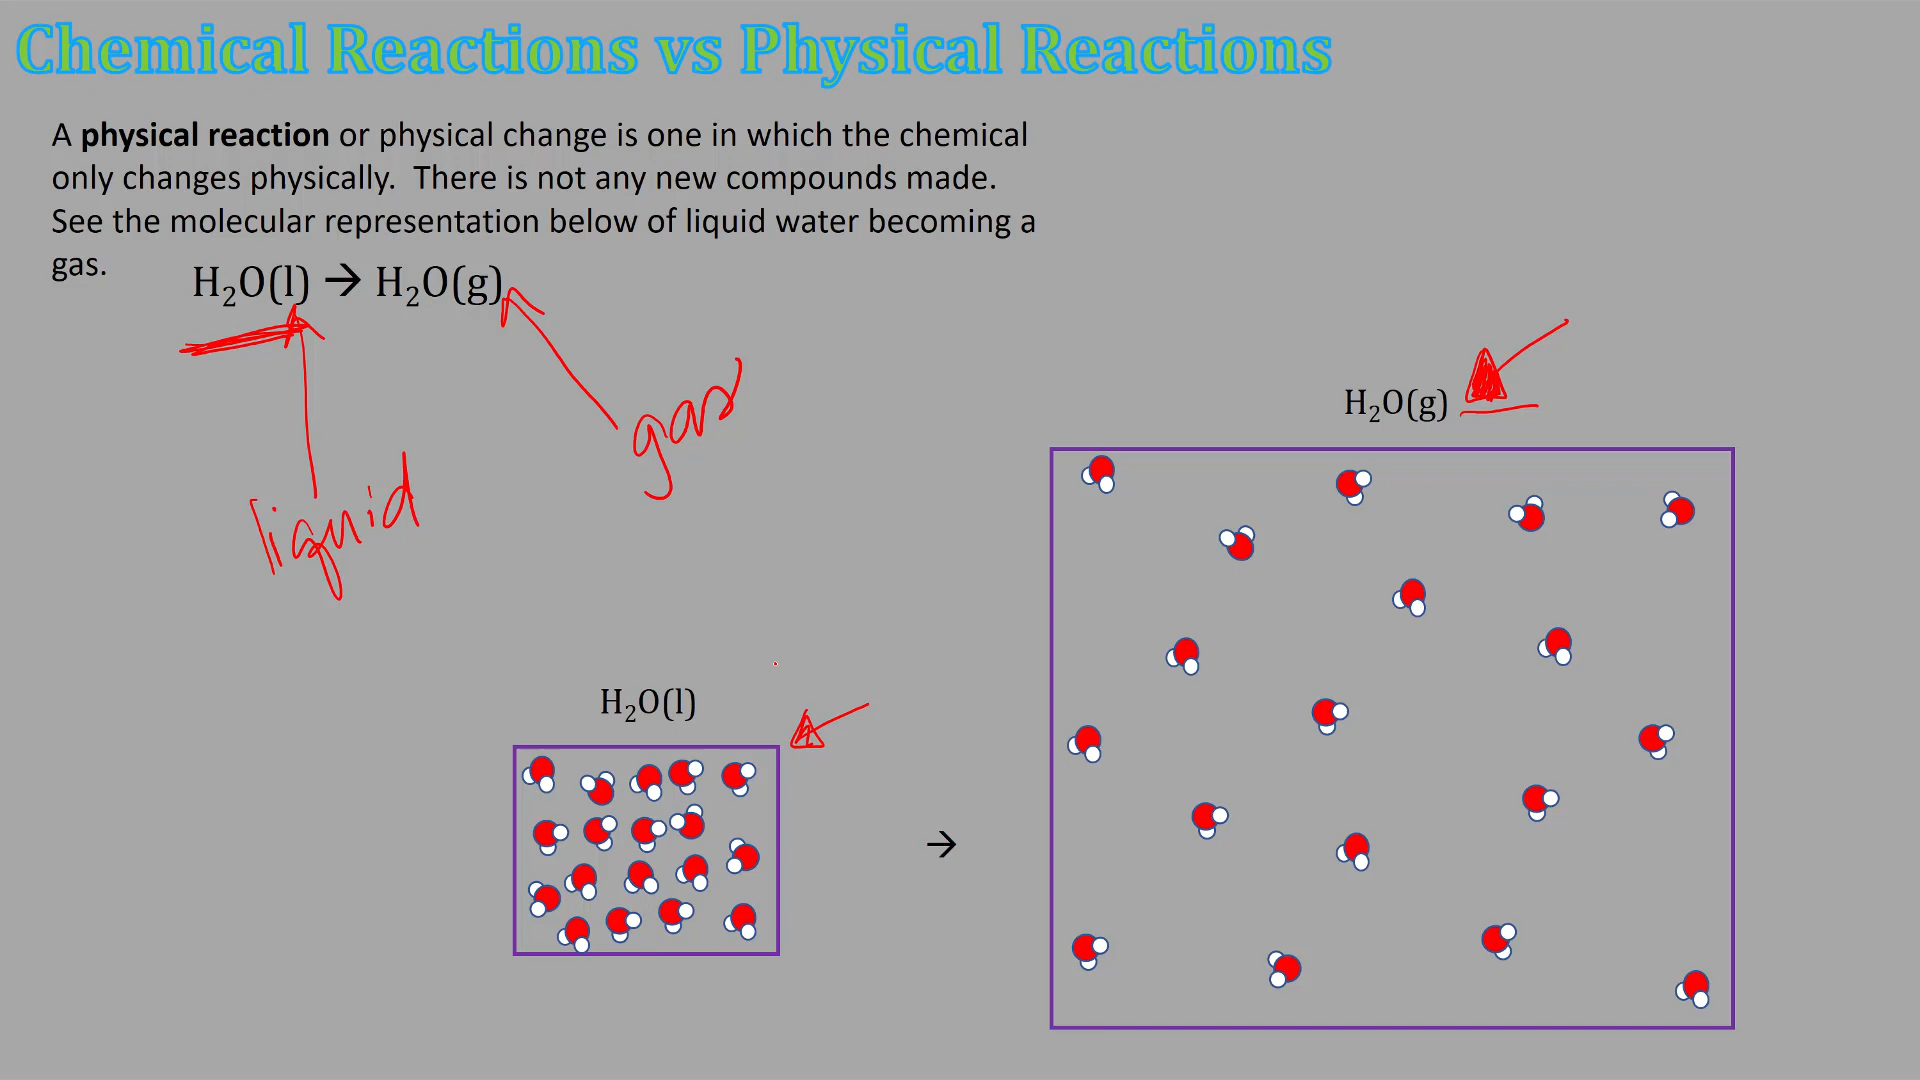 Chemical Reactions vs Physical Reactions
A physical reaction or physical change is one in which the chemical
only changes physically.  There is not any new compounds made.
See the molecular representation below of liquid water becoming a
gas.
H₂O(l) → H₂O(g)
gas
liquid
H₂O(g)
H₂O(l)
→